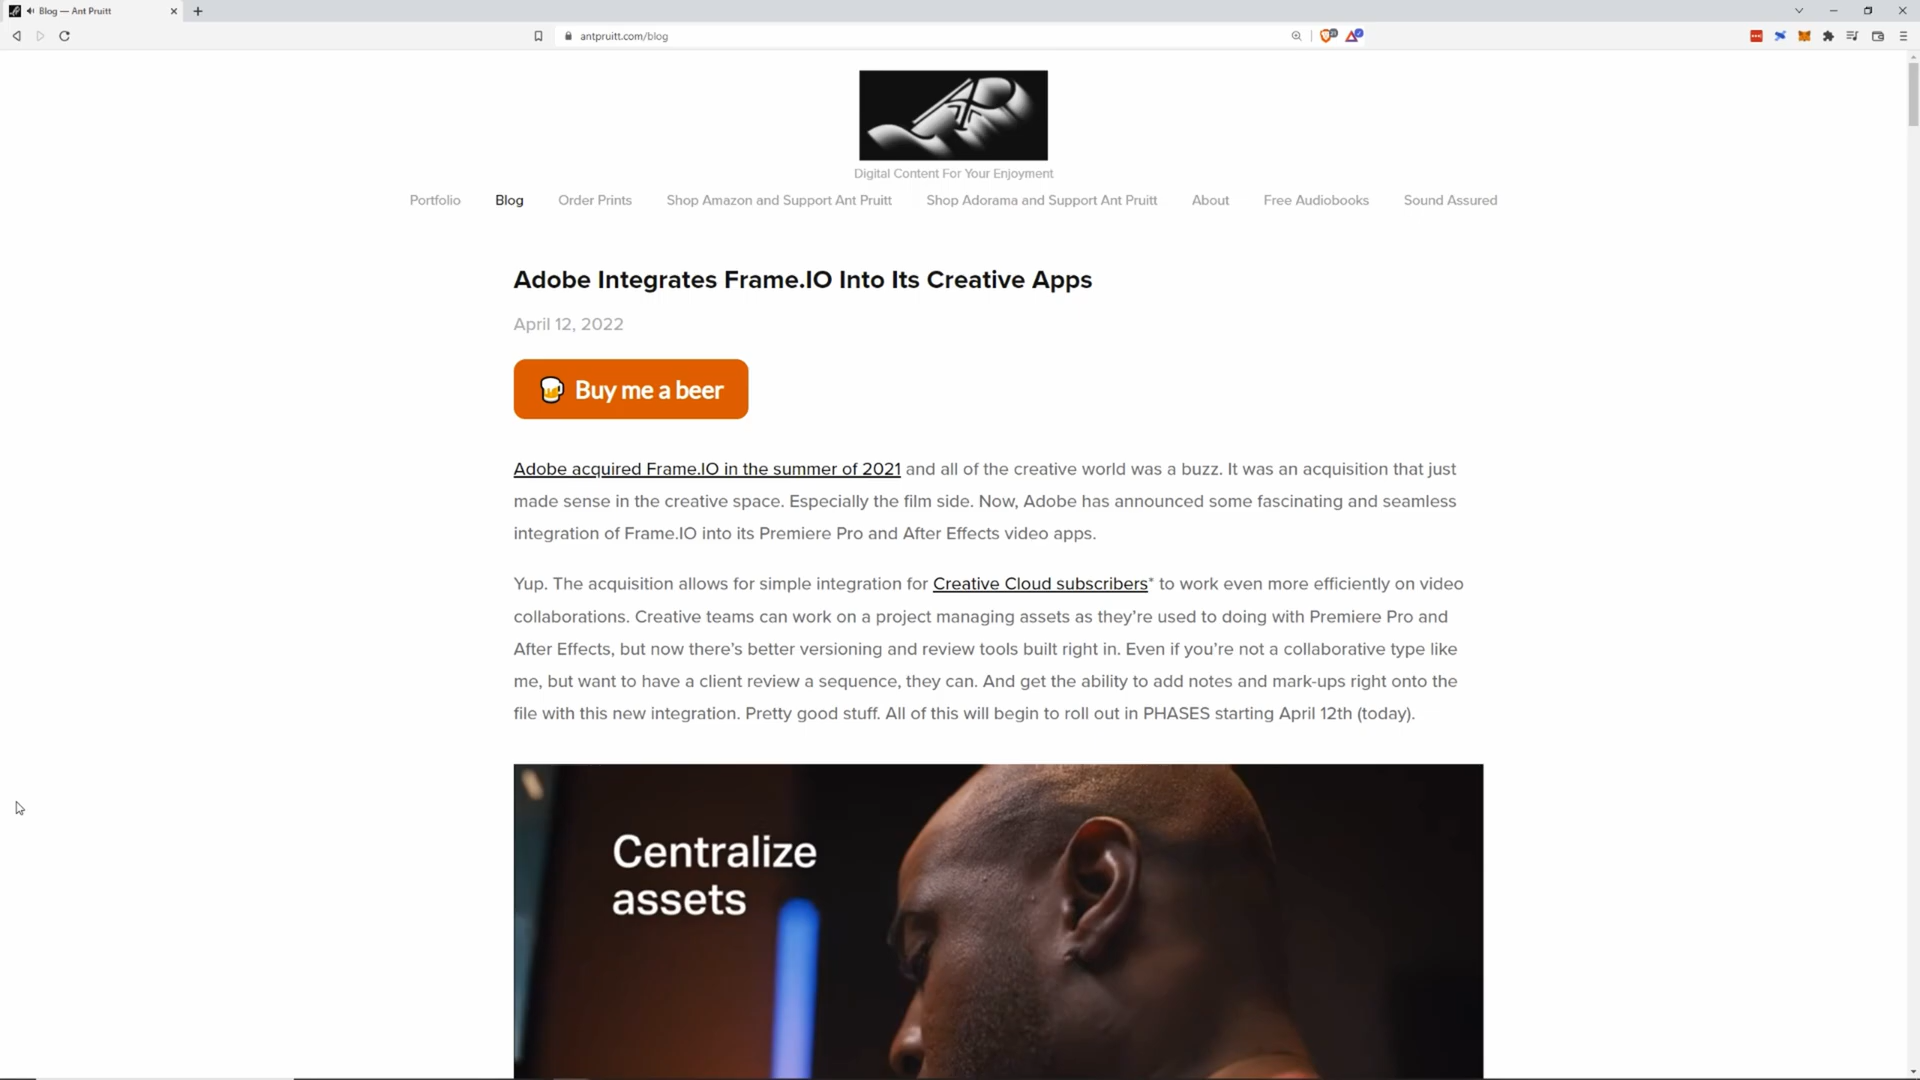 Blog — Ant Pruitt
antpruitt.com/blog
Digital Content For Your Enjoyment
Portfolio Blog Order Prints Shop Amazon and Support Ant Pruitt Shop Adorama and Support Ant Pruitt About Free Audiobooks Sound Assured
Adobe Integrates Frame.IO Into Its Creative Apps
April 12, 2022
Buy me a beer
Adobe acquired Frame.IO in the summer of 2021 and all of the creative world was a buzz. It was an acquisition that just
made sense in the creative space. Especially the film side. Now, Adobe has announced some fascinating and seamless
integration of Frame.IO into its Premiere Pro and After Effects video apps.
Yup. The acquisition allows for simple integration for Creative Cloud subscribers* to work even more efficiently on video
collaborations. Creative teams can work on a project managing assets as they’re used to doing with Premiere Pro and
After Effects, but now there’s better versioning and review tools built right in. Even if you’re not a collaborative type like
me, but want to have a client review a sequence, they can. And get the ability to add notes and mark-ups right onto the
file with this new integration. Pretty good stuff. All of this will begin to roll out in PHASES starting April 12th (today).
Centralize
assets